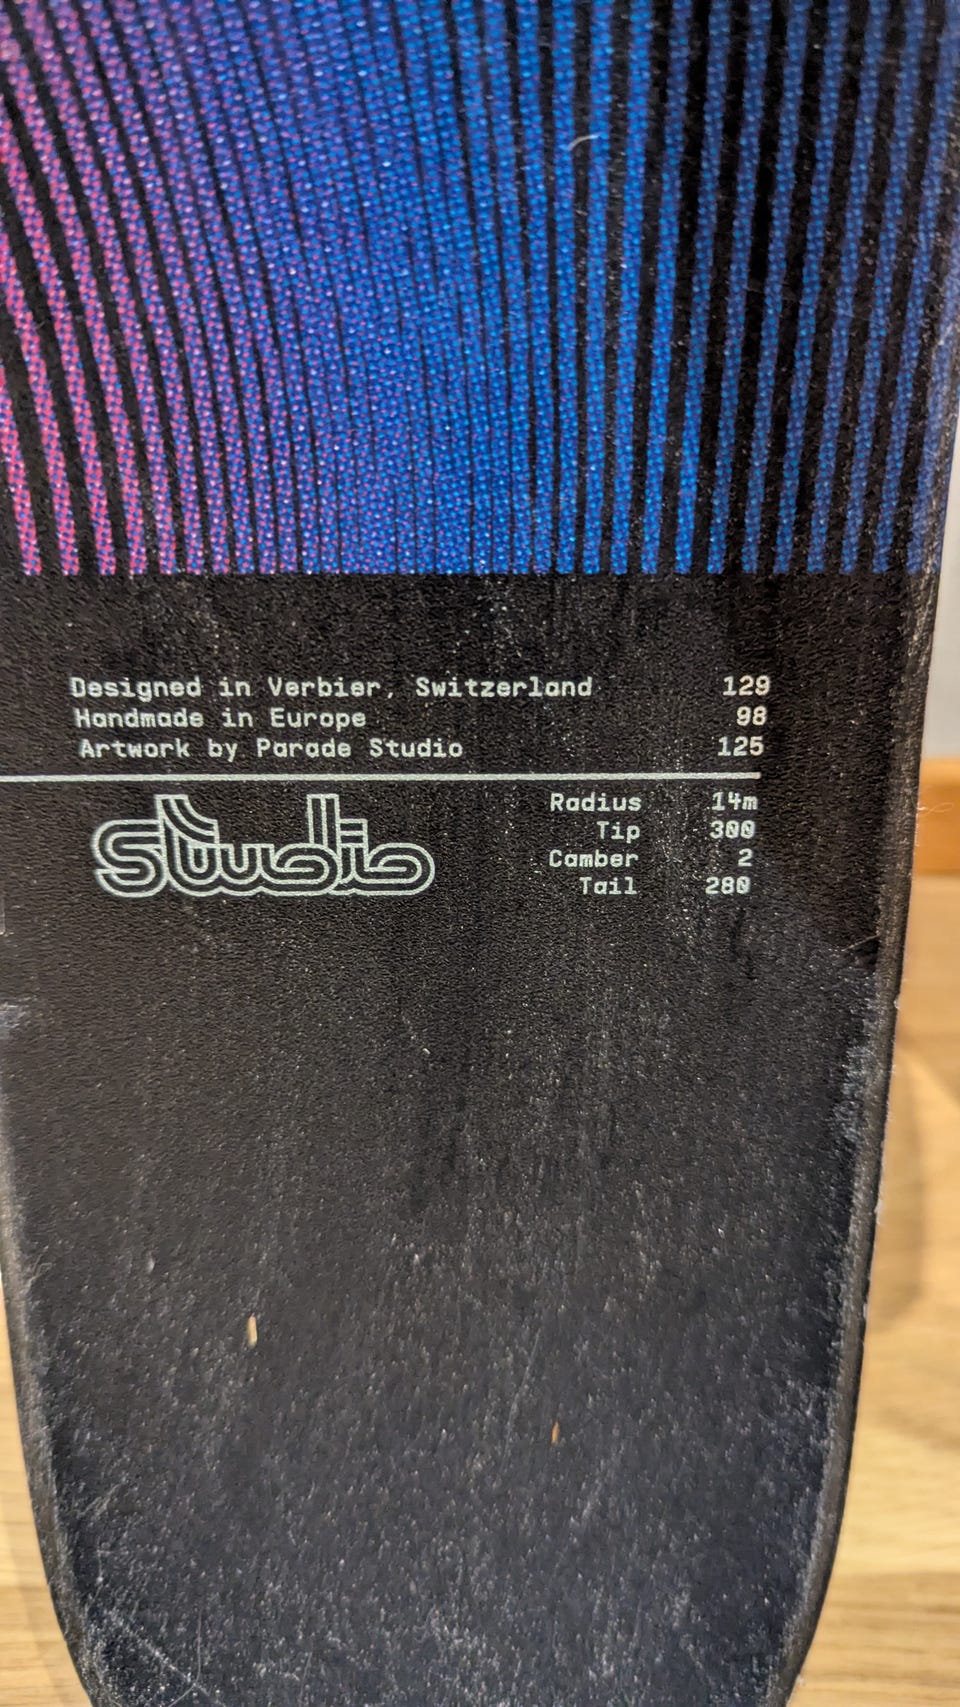 Designed in Verbier, Switzerland 129
Handmade in Europe 98
Artwork by Parade Studio 125
studio
Radius 14m
Tip 300
Camber 2
Tail 280